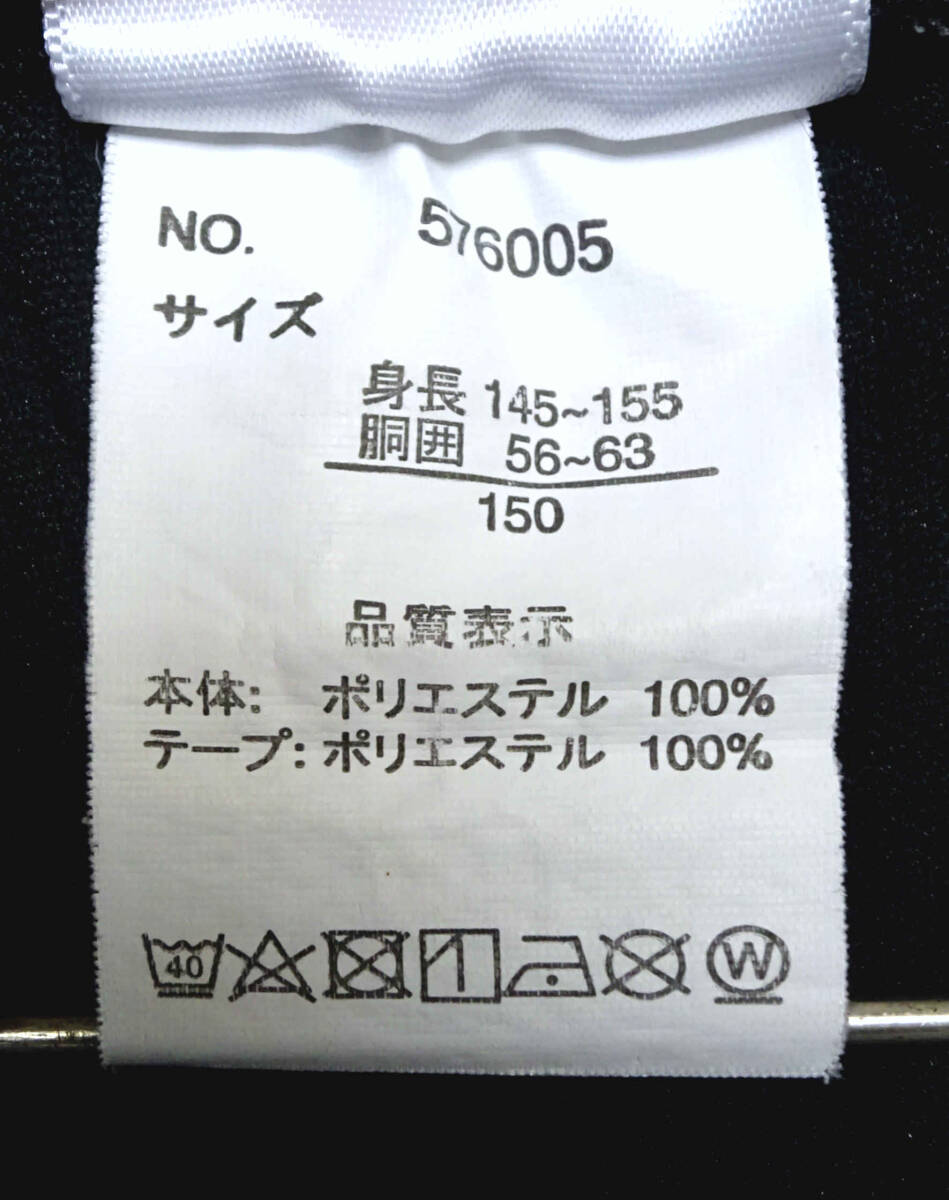 NO. 576005
サイズ
身長 145~155
胴囲 56~63
150
品質表示
本体: ポリエステル 100%
テープ: ポリエステル 100%
40 W